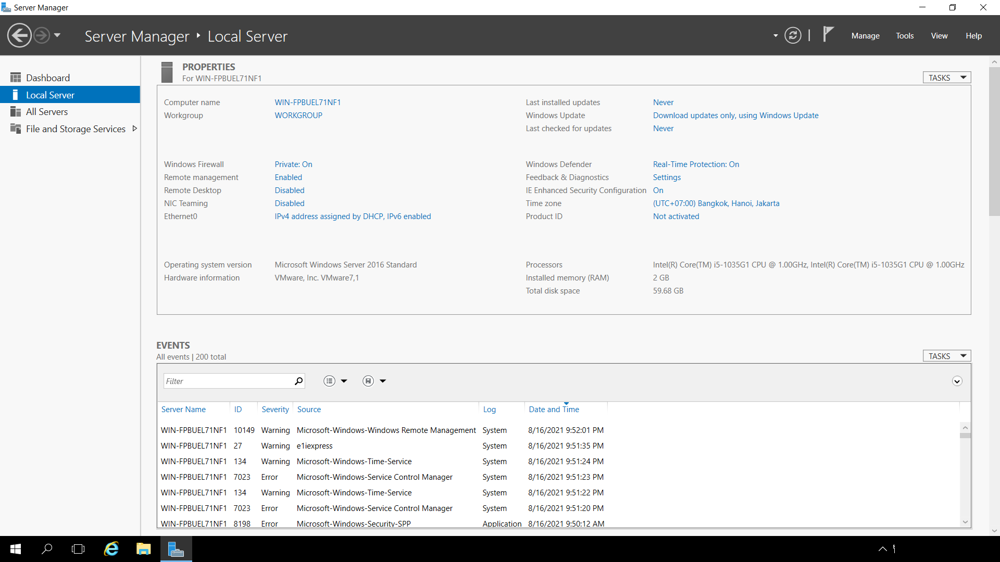 Server Manager
Server Manager ‣ Local Server
Manage Tools View Help
Dashboard
Local Server
All Servers
File and Storage Services
PROPERTIES
For WIN-FPBUEL71NF1
TASKS
Computer name WIN-FPBUEL71NF1 Last installed updates Never
Workgroup WORKGROUP Windows Update Download updates only, using Windows Update
Last checked for updates Never
Windows Firewall Private: On Windows Defender Real-Time Protection: On
Remote management Enabled Feedback & Diagnostics Settings
Remote Desktop Disabled IE Enhanced Security Configuration On
NIC Teaming Disabled Time zone (UTC+07:00) Bangkok, Hanoi, Jakarta
Ethernet0 IPv4 address assigned by DHCP, IPv6 enabled Product ID Not activated
Operating system version Microsoft Windows Server 2016 Standard Processors Intel(R) Core(TM) i5-1035G1 CPU @ 1.00GHz, Intel(R) Core(TM) i5-1035G1 CPU @ 1.00GHz
Hardware information VMware, Inc. VMware7,1 Installed memory (RAM) 2 GB
Total disk space 59.68 GB
EVENTS
All events | 200 total
TASKS
Filter
Server Name ID Severity Source Log Date and Time
WIN-FPBUEL71NF1 10149 Warning Microsoft-Windows-Windows Remote Management System 8/16/2021 9:52:01 PM
WIN-FPBUEL71NF1 27 Warning e1iexpress System 8/16/2021 9:51:35 PM
WIN-FPBUEL71NF1 134 Warning Microsoft-Windows-Time-Service System 8/16/2021 9:51:24 PM
WIN-FPBUEL71NF1 7023 Error Microsoft-Windows-Service Control Manager System 8/16/2021 9:51:23 PM
WIN-FPBUEL71NF1 134 Warning Microsoft-Windows-Time-Service System 8/16/2021 9:51:22 PM
WIN-FPBUEL71NF1 7023 Error Microsoft-Windows-Service Control Manager System 8/16/2021 9:51:20 PM
WIN-FPBUEL71NF1 8198 Error Microsoft-Windows-Security-SPP Application 8/16/2021 9:50:12 AM